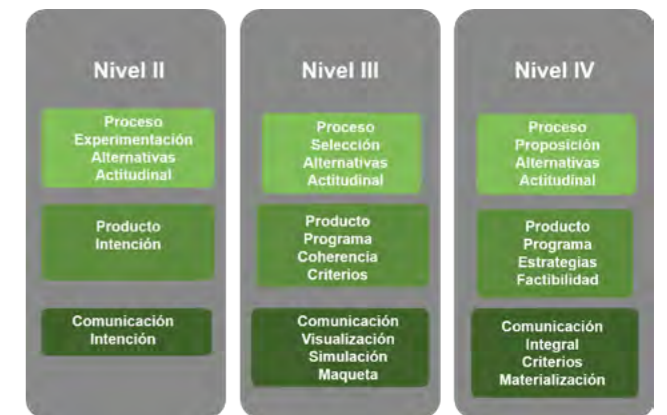 Nivel II
Proceso
Experimentación
Alternativas
Actitudinal
Producto
Intención
Comunicación
Intención
Nivel III
Proceso
Selección
Alternativas
Actitudinal
Producto
Programa
Coherencia
Criterios
Comunicación
Visualización
Simulación
Maqueta
Nivel IV
Proceso
Proposición
Alternativas
Actitudinal
Producto
Programa
Estrategias
Factibilidad
Comunicación
Integral
Criterios
Materialización